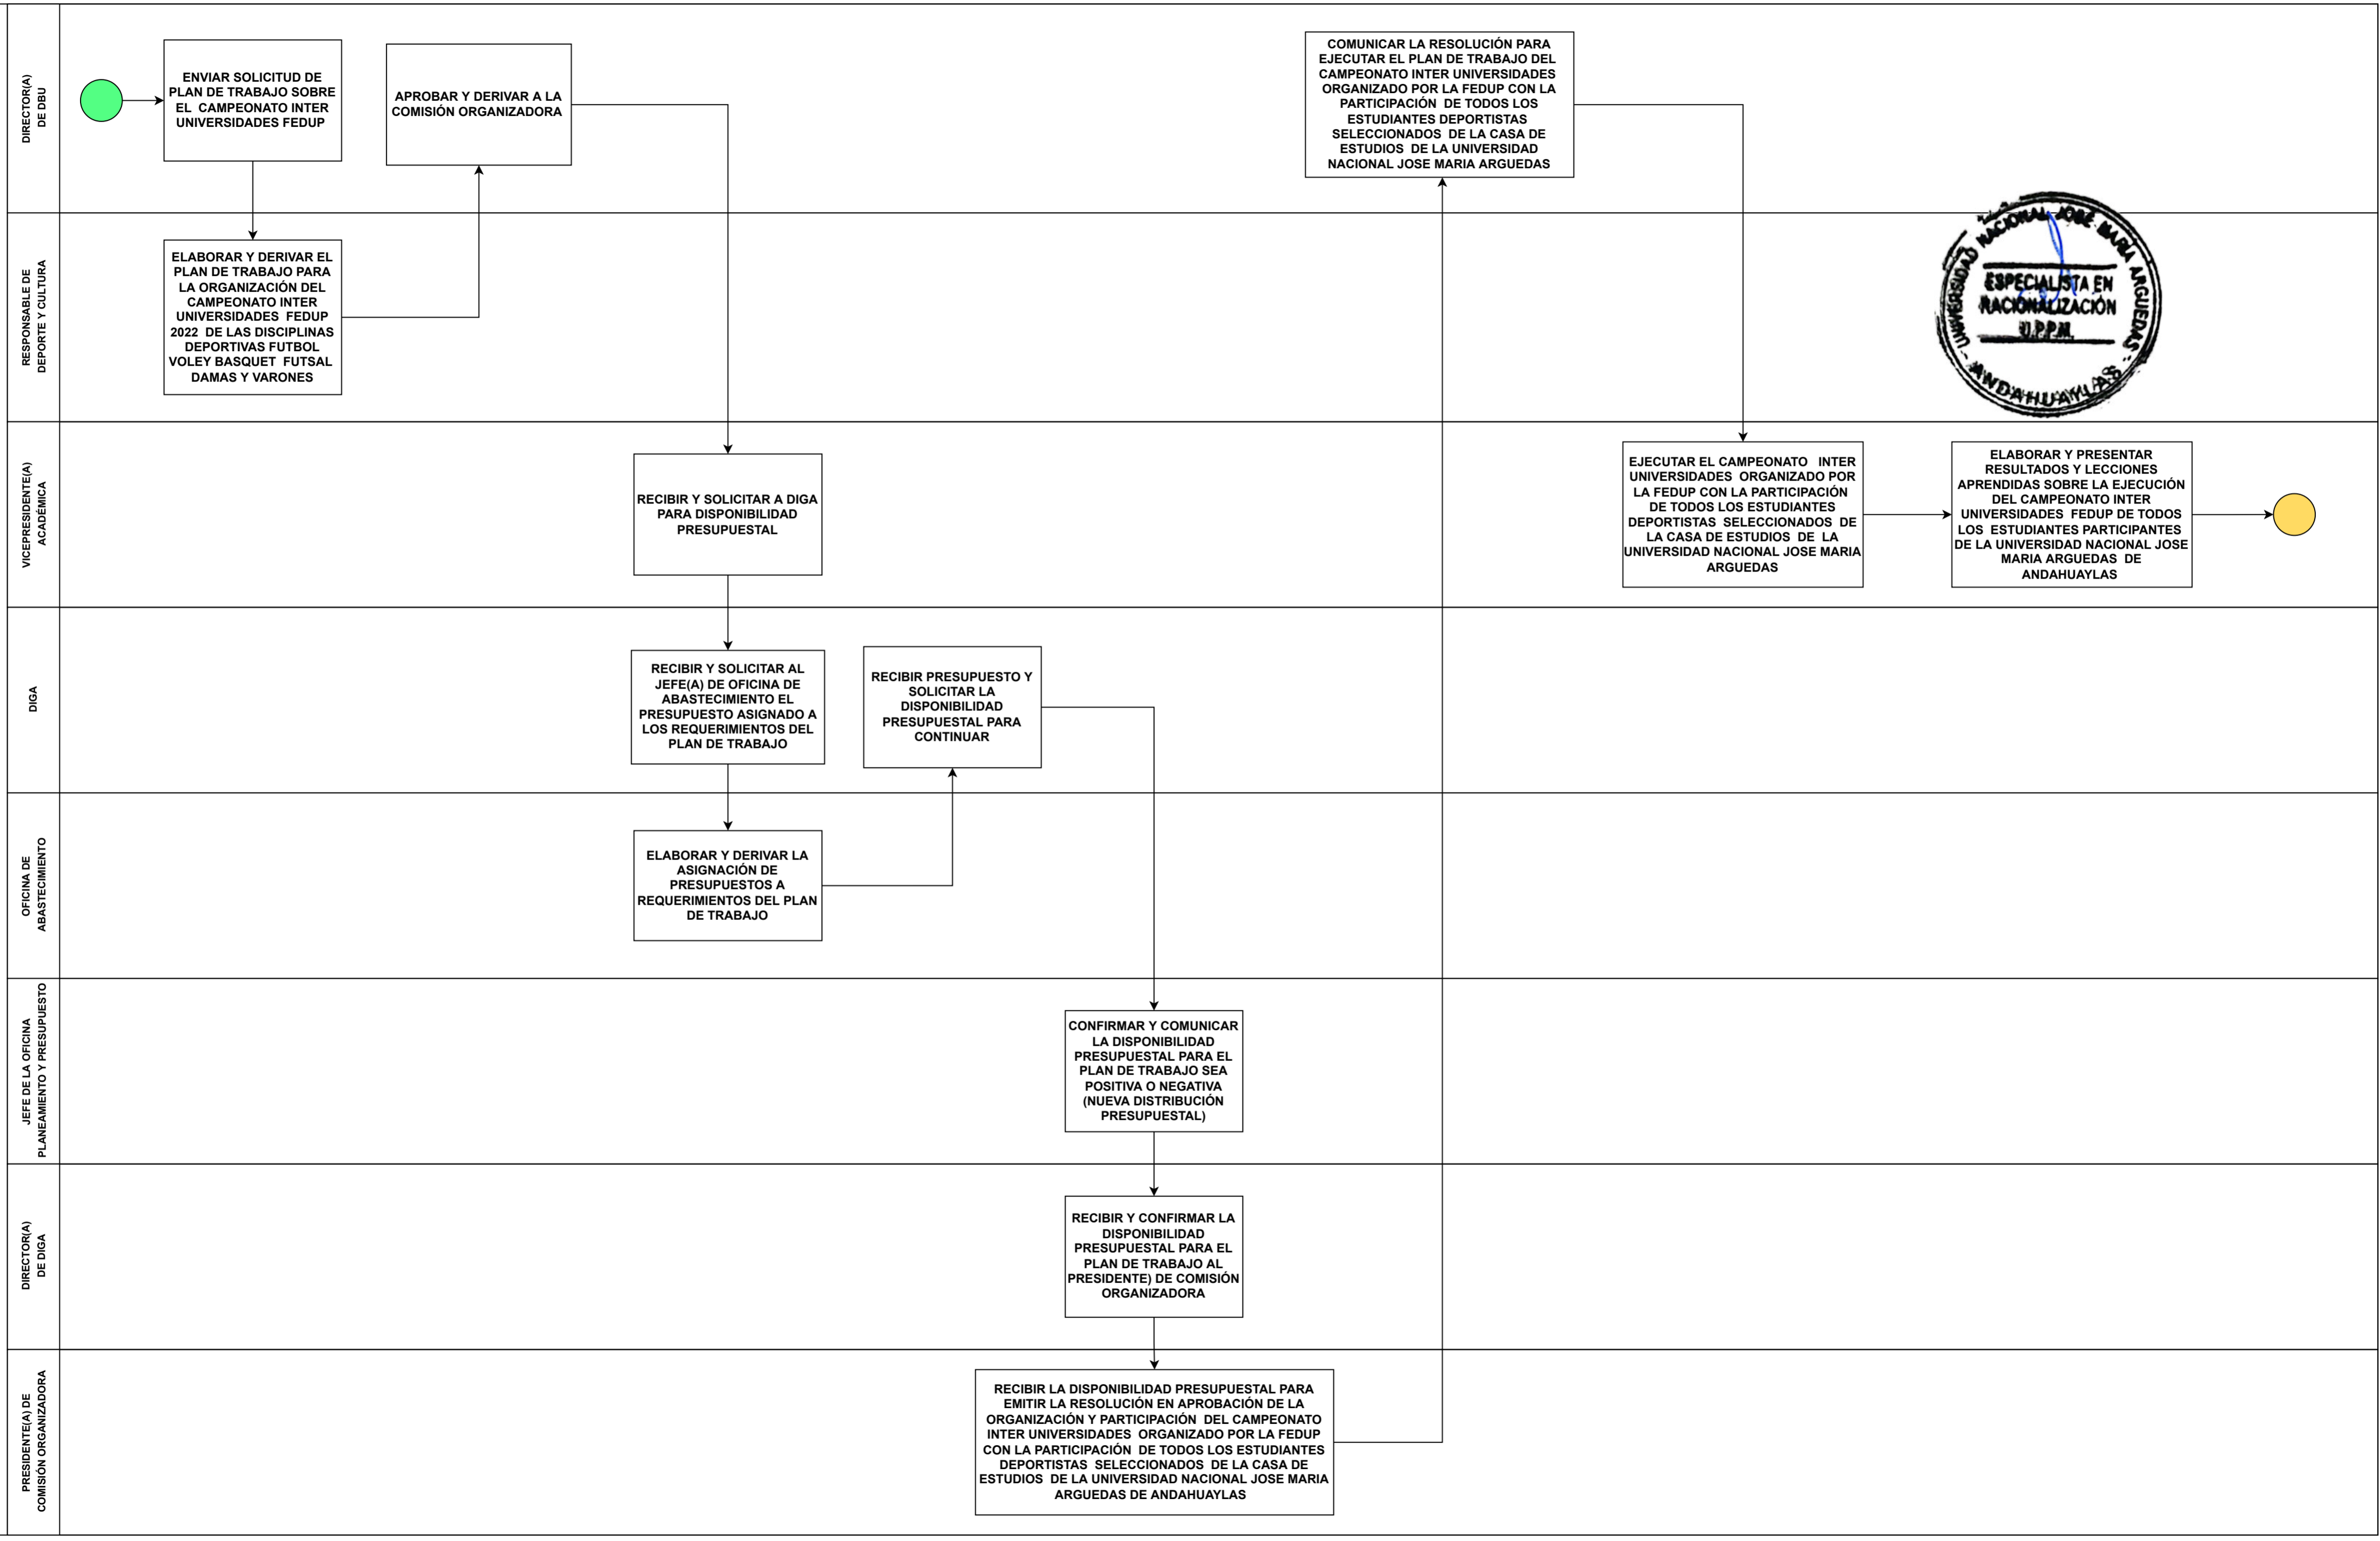 DIRECTOR(A)
DE DBU
ENVIAR SOLICITUD DE
PLAN DE TRABAJO SOBRE
EL CAMPEONATO INTER
UNIVERSIDADES FEDUP
APROBAR Y DERIVAR A LA
COMISIÓN ORGANIZADORA
COMUNICAR LA RESOLUCIÓN PARA
EJECUTAR EL PLAN DE TRABAJO DEL
CAMPEONATO INTER UNIVERSIDADES
ORGANIZADO POR LA FEDUP CON LA
PARTICIPACIÓN DE TODOS LOS
ESTUDIANTES DEPORTISTAS
SELECCIONADOS DE LA CASA DE
ESTUDIOS DE LA UNIVERSIDAD
NACIONAL JOSE MARIA ARGUEDAS
RESPONSABLE DE
DEPORTE Y CULTURA
ELABORAR Y DERIVAR EL
PLAN DE TRABAJO PARA
LA ORGANIZACIÓN DEL
CAMPEONATO INTER
UNIVERSIDADES FEDUP
2022 DE LAS DISCIPLINAS
DEPORTIVAS FUTBOL
VOLEY BASQUET FUTSAL
DAMAS Y VARONES
UNIVERSIDAD NACIONAL JOSÉ MARÍA ARGUEDAS
ESPECIALISTA EN
RACIONALIZACIÓN
U.P.P.M.
- ANDAHUAYLAS -
VICEPRESIDENTE(A)
ACADÉMICA
RECIBIR Y SOLICITAR A DIGA
PARA DISPONIBILIDAD
PRESUPUESTAL
EJECUTAR EL CAMPEONATO INTER
UNIVERSIDADES ORGANIZADO POR
LA FEDUP CON LA PARTICIPACIÓN
DE TODOS LOS ESTUDIANTES
DEPORTISTAS SELECCIONADOS DE
LA CASA DE ESTUDIOS DE LA
UNIVERSIDAD NACIONAL JOSE MARIA
ARGUEDAS
ELABORAR Y PRESENTAR
RESULTADOS Y LECCIONES
APRENDIDAS SOBRE LA EJECUCIÓN
DEL CAMPEONATO INTER
UNIVERSIDADES FEDUP DE TODOS
LOS ESTUDIANTES PARTICIPANTES
DE LA UNIVERSIDAD NACIONAL JOSE
MARIA ARGUEDAS DE
ANDAHUAYLAS
DIGA
RECIBIR Y SOLICITAR AL
JEFE(A) DE OFICINA DE
ABASTECIMIENTO EL
PRESUPUESTO ASIGNADO A
LOS REQUERIMIENTOS DEL
PLAN DE TRABAJO
RECIBIR PRESUPUESTO Y
SOLICITAR LA
DISPONIBILIDAD
PRESUPUESTAL PARA
CONTINUAR
OFICINA DE
ABASTECIMIENTO
ELABORAR Y DERIVAR LA
ASIGNACIÓN DE
PRESUPUESTOS A
REQUERIMIENTOS DEL PLAN
DE TRABAJO
JEFE DE LA OFICINA
PLANEAMIENTO Y PRESUPUESTO
CONFIRMAR Y COMUNICAR
LA DISPONIBILIDAD
PRESUPUESTAL PARA EL
PLAN DE TRABAJO SEA
POSITIVA O NEGATIVA
(NUEVA DISTRIBUCIÓN
PRESUPUESTAL)
DIRECTOR(A)
DE DIGA
RECIBIR Y CONFIRMAR LA
DISPONIBILIDAD
PRESUPUESTAL PARA EL
PLAN DE TRABAJO AL
PRESIDENTE) DE COMISIÓN
ORGANIZADORA
PRESIDENTE(A) DE
COMISIÓN ORGANIZADORA
RECIBIR LA DISPONIBILIDAD PRESUPUESTAL PARA
EMITIR LA RESOLUCIÓN EN APROBACIÓN DE LA
ORGANIZACIÓN Y PARTICIPACIÓN DEL CAMPEONATO
INTER UNIVERSIDADES ORGANIZADO POR LA FEDUP
CON LA PARTICIPACIÓN DE TODOS LOS ESTUDIANTES
DEPORTISTAS SELECCIONADOS DE LA CASA DE
ESTUDIOS DE LA UNIVERSIDAD NACIONAL JOSE MARIA
ARGUEDAS DE ANDAHUAYLAS